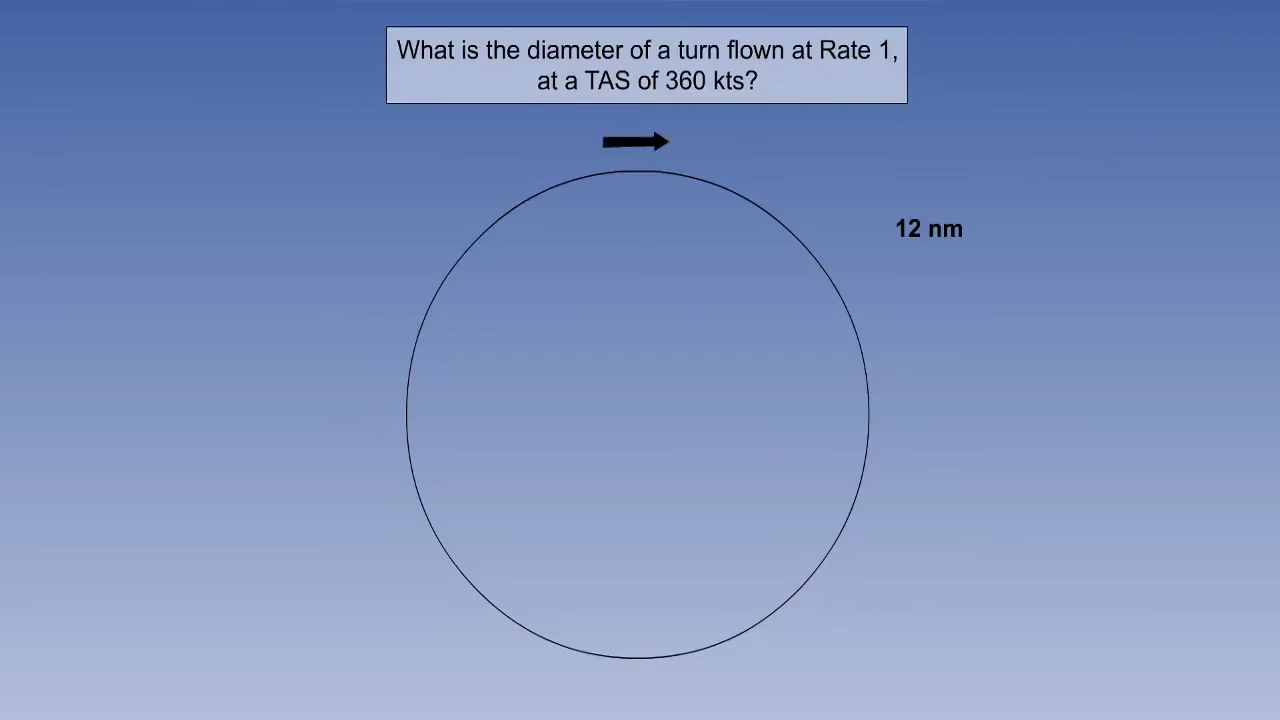 What is the diameter of a turn flown at Rate 1,
at a TAS of 360 kts?
12 nm